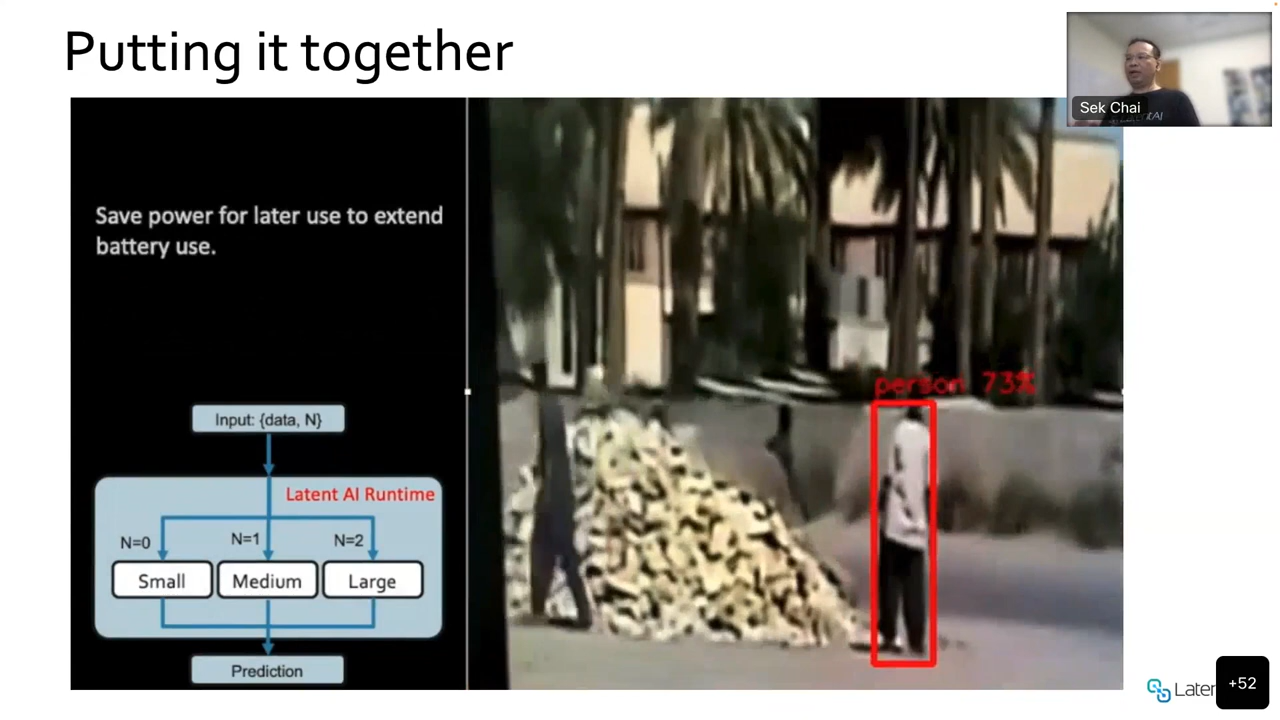 Putting it together
Sek Chai
Save power for later use to extend
battery use.
person 73%
Input: {data, N}
Latent AI Runtime
N=0
N=1
N=2
Small
Medium
Large
Prediction
Later
+52